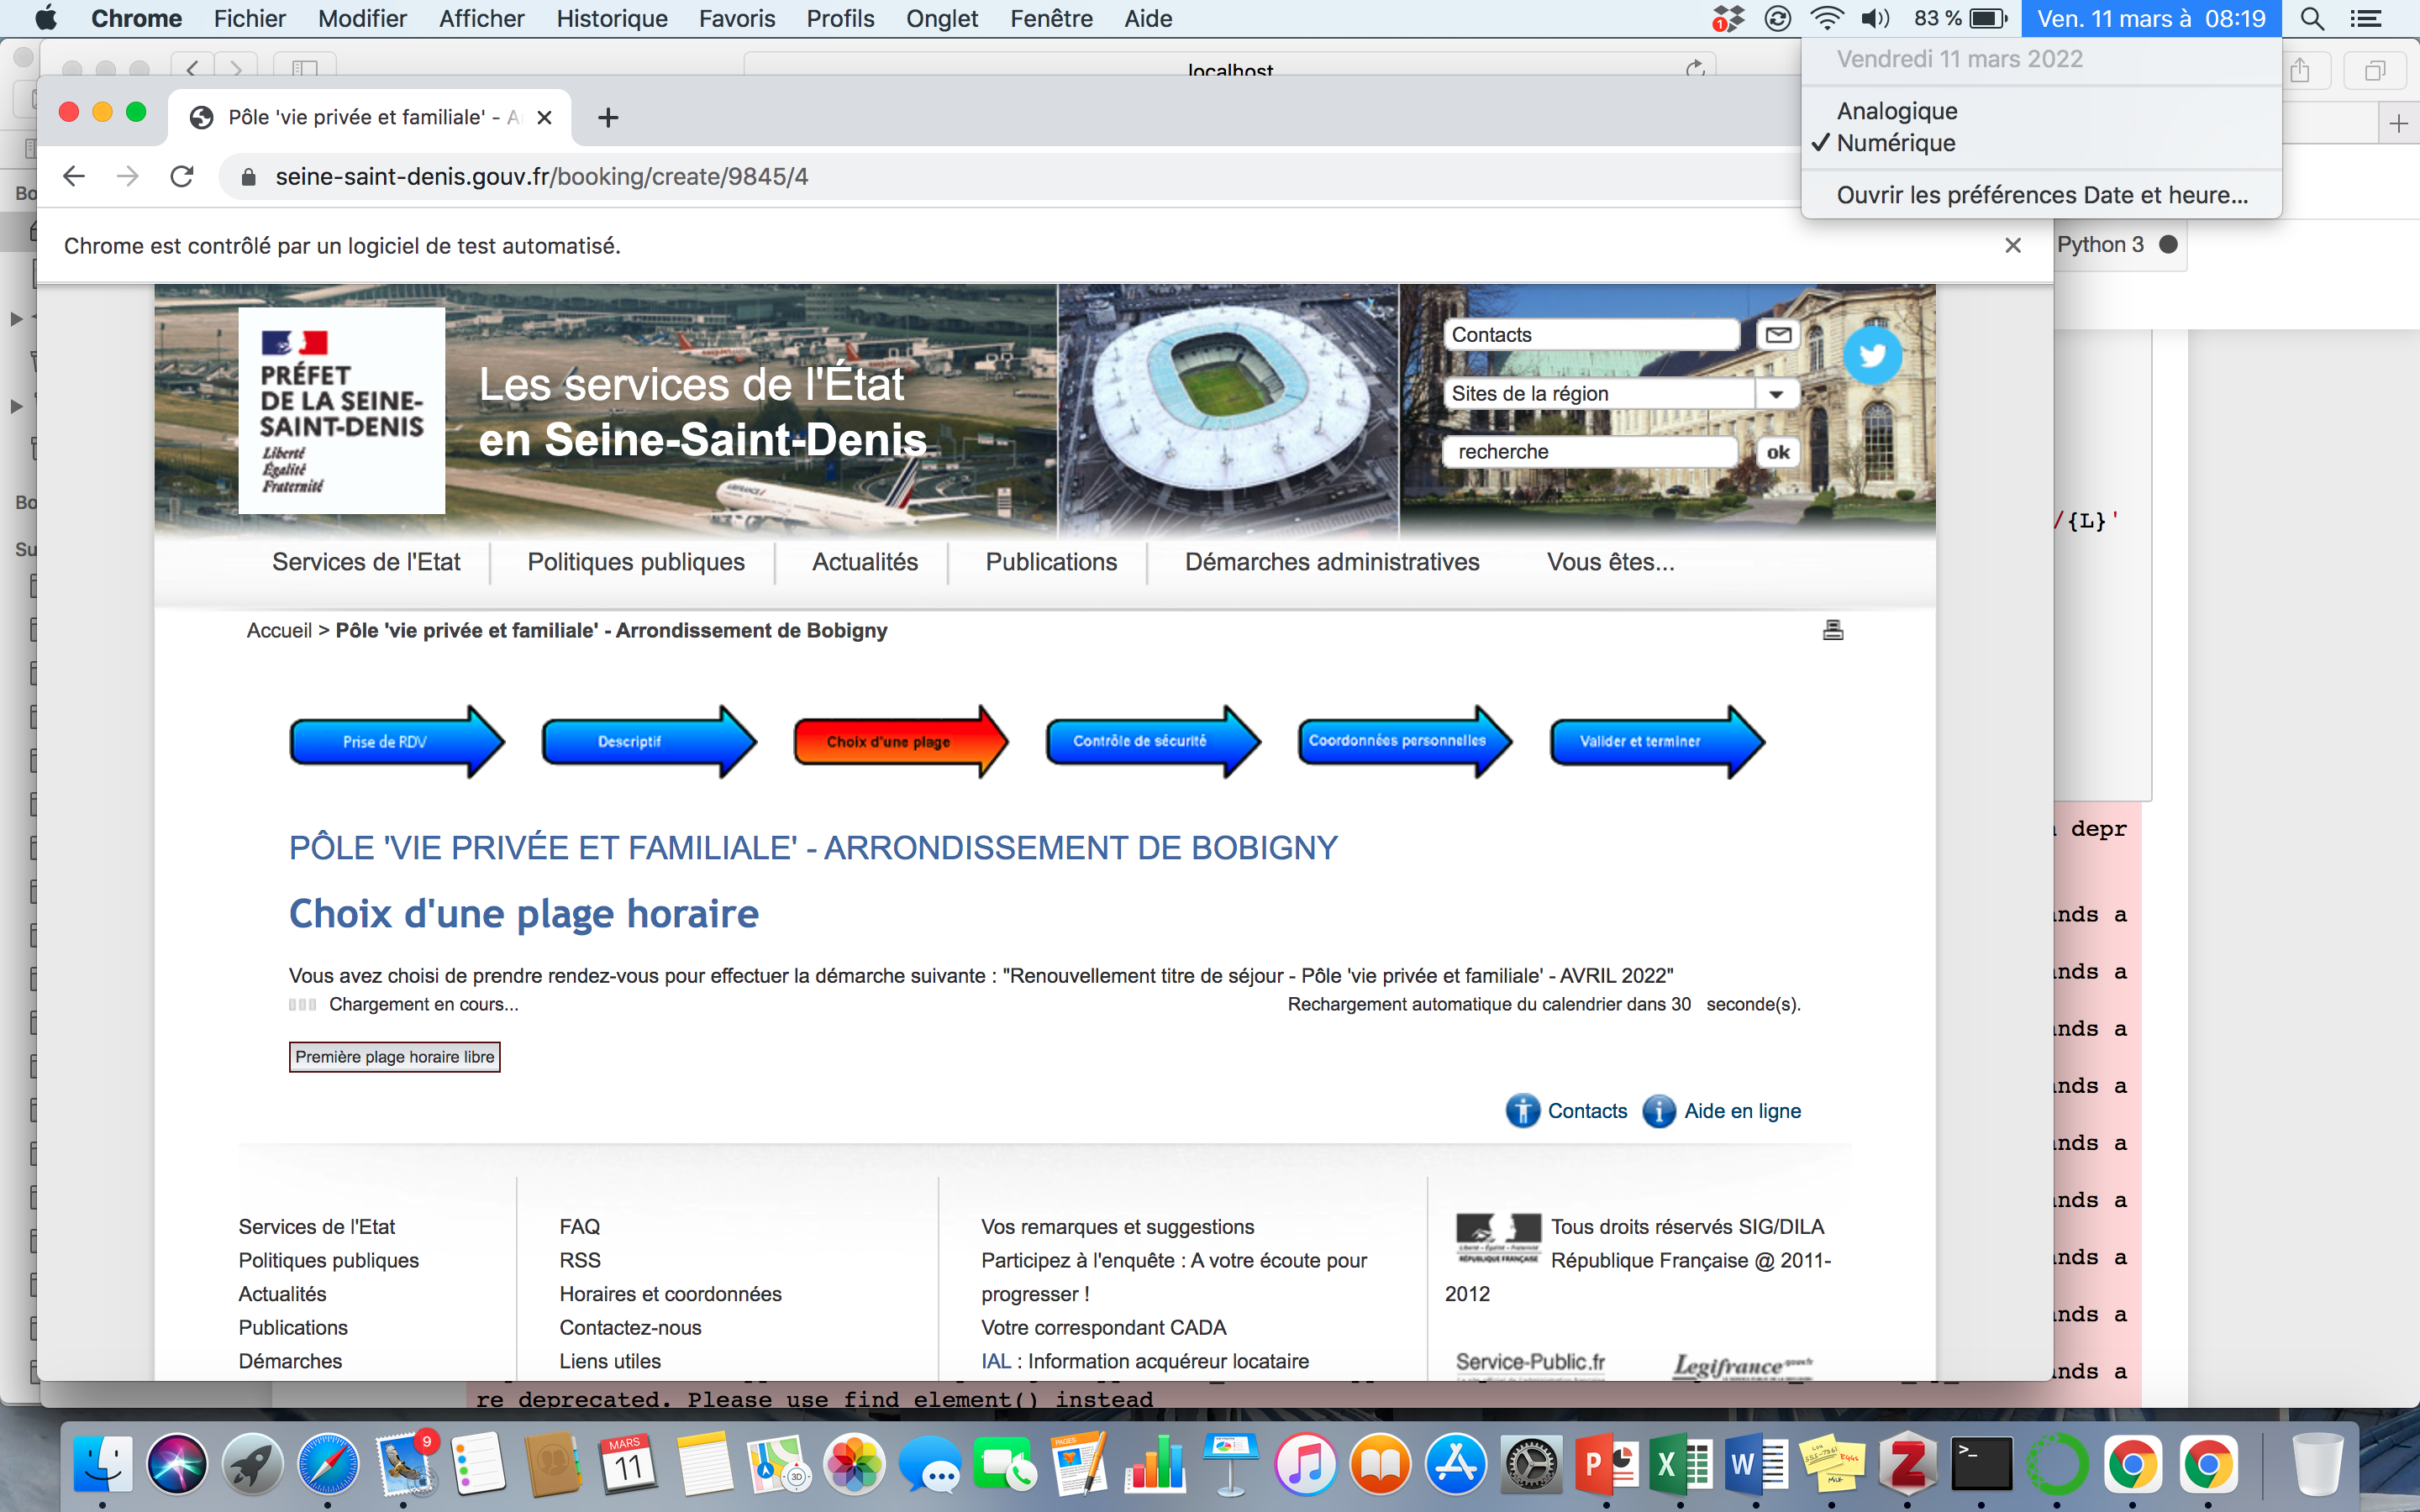 Chrome Fichier Modifier Afficher Historique Favoris Profils Onglet Fenêtre Aide
1 83 % Ven. 11 mars à 08:19
Vendredi 11 mars 2022
Analogique
✓ Numérique
Ouvrir les préférences Date et heure...
localhost
Pôle 'vie privée et familiale' - A
seine-saint-denis.gouv.fr/booking/create/9845/4
Bo
Chrome est contrôlé par un logiciel de test automatisé.
Python 3
PRÉFET
DE LA SEINE-
SAINT-DENIS
Liberté
Égalité
Fraternité
Les services de l'État
en Seine-Saint-Denis
Contacts
Sites de la région
recherche
ok
Bo
Su
/{L}'
Services de l'Etat
Politiques publiques
Actualités
Publications
Démarches administratives
Vous êtes...
Accueil > Pôle 'vie privée et familiale' - Arrondissement de Bobigny
Prise de RDV
Descriptif
Choix d'une plage
Contrôle de sécurité
Coordonnées personnelles
Valider et terminer
PÔLE 'VIE PRIVÉE ET FAMILIALE' - ARRONDISSEMENT DE BOBIGNY
Choix d'une plage horaire
Vous avez choisi de prendre rendez-vous pour effectuer la démarche suivante : "Renouvellement titre de séjour - Pôle 'vie privée et familiale' - AVRIL 2022"
Chargement en cours...
Rechargement automatique du calendrier dans 30 seconde(s).
Première plage horaire libre
Contacts
Aide en ligne
depr
nds a
nds a
nds a
nds a
nds a
nds a
nds a
nds a
nds a
Services de l'Etat
Politiques publiques
Actualités
Publications
Démarches
FAQ
RSS
Horaires et coordonnées
Contactez-nous
Liens utiles
Vos remarques et suggestions
Participez à l'enquête : A votre écoute pour
progresser !
Votre correspondant CADA
IAL : Information acquéreur locataire
Tous droits réservés SIG/DILA
République Française @ 2011-
2012
Service-Public.fr
Legifrance
re deprecated. Please use find_element() instead
9
MARS
11
PAGES
3D
P
X
W
Z
>_